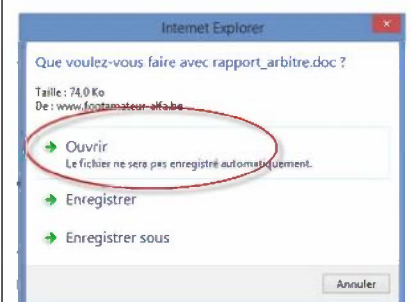 Internet Explorer
Que voulez-vous faire avec rapport_arbitre.doc ?
Taille : 74,0 Ko
De : www.footamateur-alfa.be
Ouvrir
Le fichier ne sera pas enregistré automatiquement.
Enregistrer
Enregistrer sous
Annuler